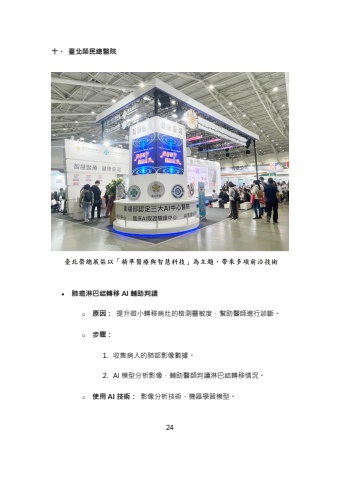 十、 臺北榮民總醫院
智慧醫療
衛福部認定三大AI中心醫院
臺北榮總展區以「精準醫療與智慧科技」為主題，帶來多項前沿技術
• 肺癌淋巴結轉移 AI 輔助判讀
o 原因： 提升微小轉移病灶的檢測靈敏度，幫助醫師進行診斷。
o 步驟：
1. 收集病人的肺部影像數據。
2. AI 模型分析影像，輔助醫師判讀淋巴結轉移情況。
o 使用 AI 技術： 影像分析技術、機器學習模型。
24